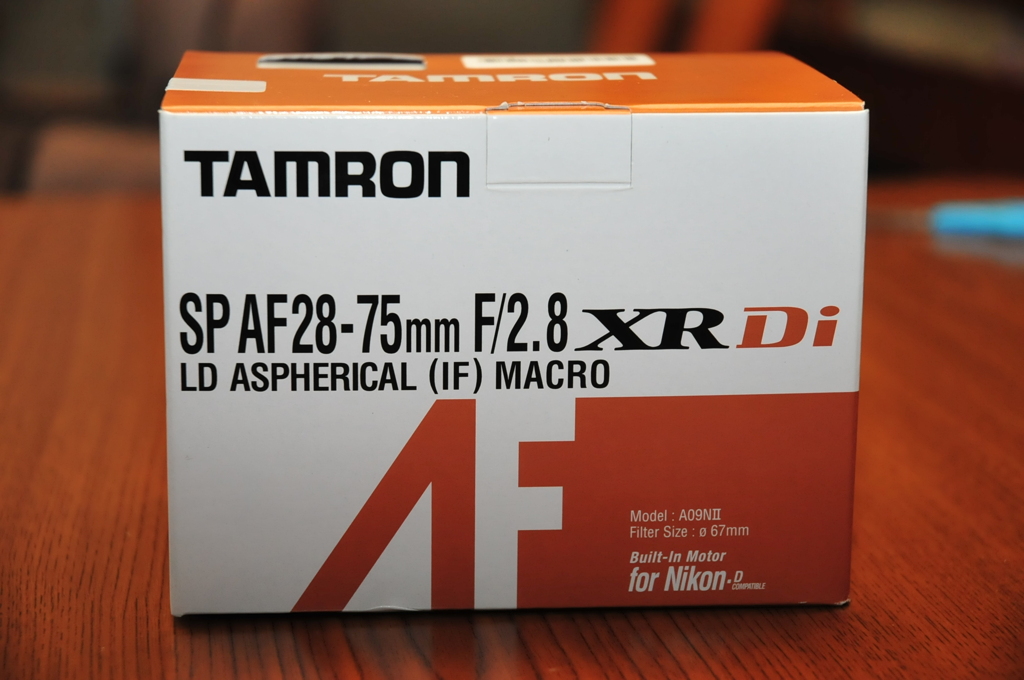 TAMRON
TAMRON
SP AF28-75mm F/2.8 XR Di
LD ASPHERICAL (IF) MACRO
AF
Model : A09NII
Filter Size : ø 67mm
Built-In Motor
for Nikon-D
COMPATIBLE